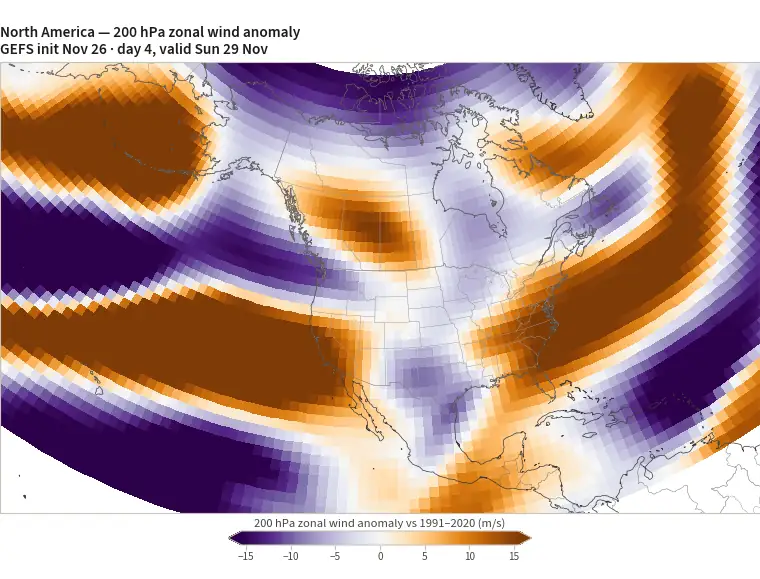 North America — 200 hPa zonal wind anomaly
GEFS init Nov 26 · day 4, valid Sun 29 Nov
200 hPa zonal wind anomaly vs 1991–2020 (m/s)
−15 −10 −5 0 5 10 15